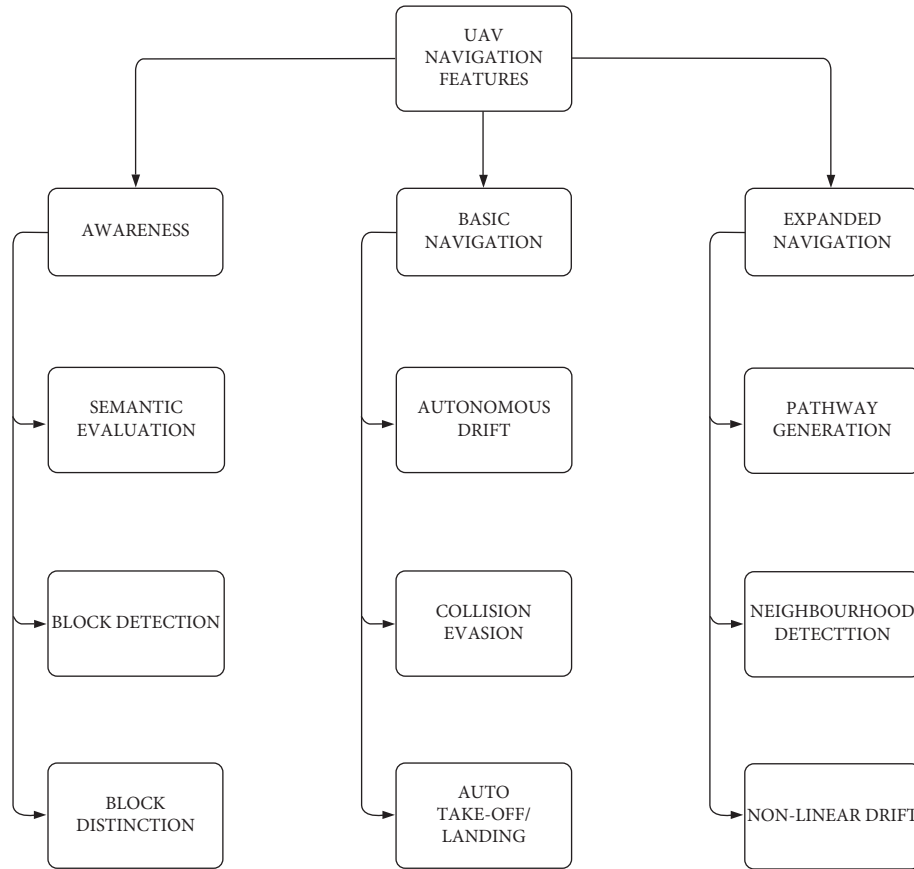 UAV
NAVIGATION
FEATURES
AWARENESS
BASIC
NAVIGATION
EXPANDED
NAVIGATION
SEMANTIC
EVALUATION
AUTONOMOUS
DRIFT
PATHWAY
GENERATION
BLOCK DETECTION
COLLISION
EVASION
NEIGHBOURHOOD
DETECTTION
BLOCK
DISTINCTION
AUTO
TAKE-OFF/
LANDING
NON-LINEAR DRIFT